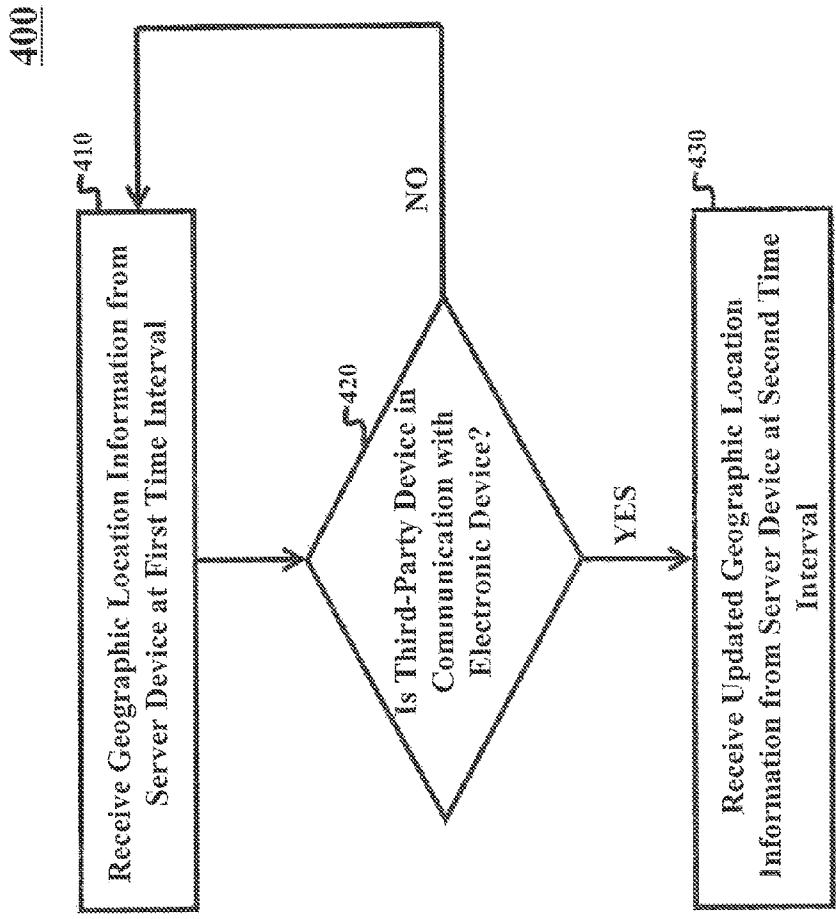 400
410
Receive Geographic Location Information from
Server Device at First Time Interval
420
Is Third-Party Device in
Communication with
Electronic Device?
NO
YES
430
Receive Updated Geographic Location
Information from Server Device at Second Time
Interval